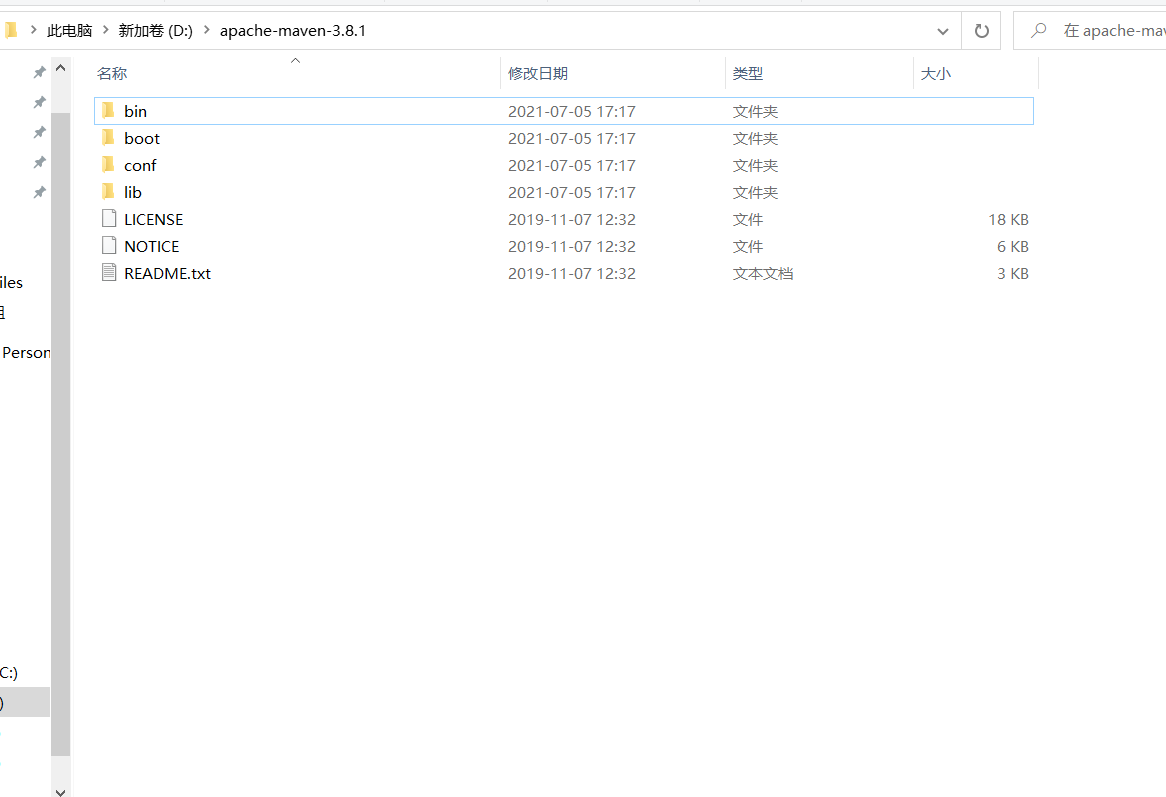 此电脑 > 新加卷 (D:) > apache-maven-3.8.1 在 apache-mav
名称 修改日期 类型 大小
bin 2021-07-05 17:17 文件夹
boot 2021-07-05 17:17 文件夹
conf 2021-07-05 17:17 文件夹
lib 2021-07-05 17:17 文件夹
LICENSE 2019-11-07 12:32 文件 18 KB
NOTICE 2019-11-07 12:32 文件 6 KB
README.txt 2019-11-07 12:32 文本文档 3 KB
iles
Person
C:)
)